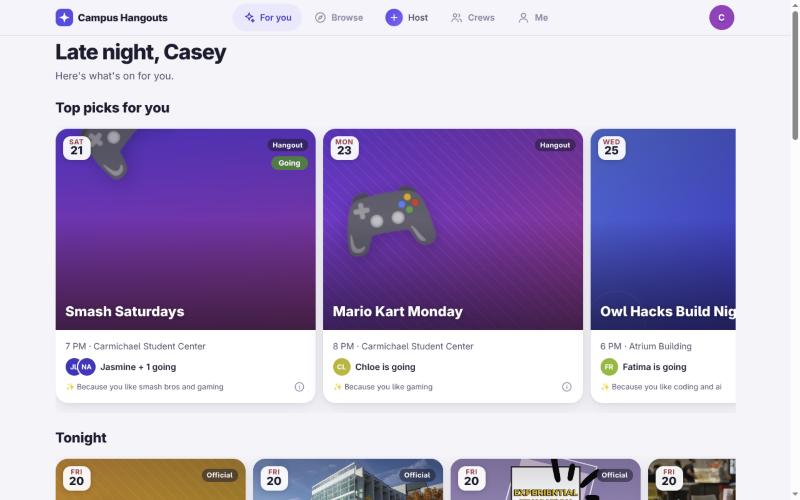 Campus Hangouts
For you
Browse
Host
Crews
Me
C
Late night, Casey
Here's what's on for you.
Top picks for you
SAT
21
Hangout
Going
Smash Saturdays
7 PM · Carmichael Student Center
NA
Jasmine + 1 going
✨ Because you like smash bros and gaming
MON
23
Hangout
Mario Kart Monday
8 PM · Carmichael Student Center
CL
Chloe is going
✨ Because you like gaming
WED
25
Owl Hacks Build Nig
6 PM · Atrium Building
FR
Fatima is going
✨ Because you like coding and ai
Tonight
FRI
20
Official
FRI
20
Official
FRI
20
Official
EXPERIENTIAL
FRI
20